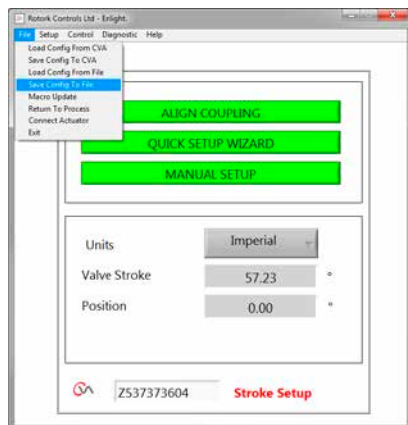 Rotork Controls Ltd - Enlight.
File Setup Control Diagnostic Help
Load Config From CVA
Save Config To CVA
Load Config From File
Save Config To File
Macro Update
Return To Process
Connect Actuator
Exit
ALIGN COUPLING
QUICK SETUP WIZARD
MANUAL SETUP
Units Imperial
Valve Stroke 57.23 °
Position 0.00 °
Z537373604 Stroke Setup